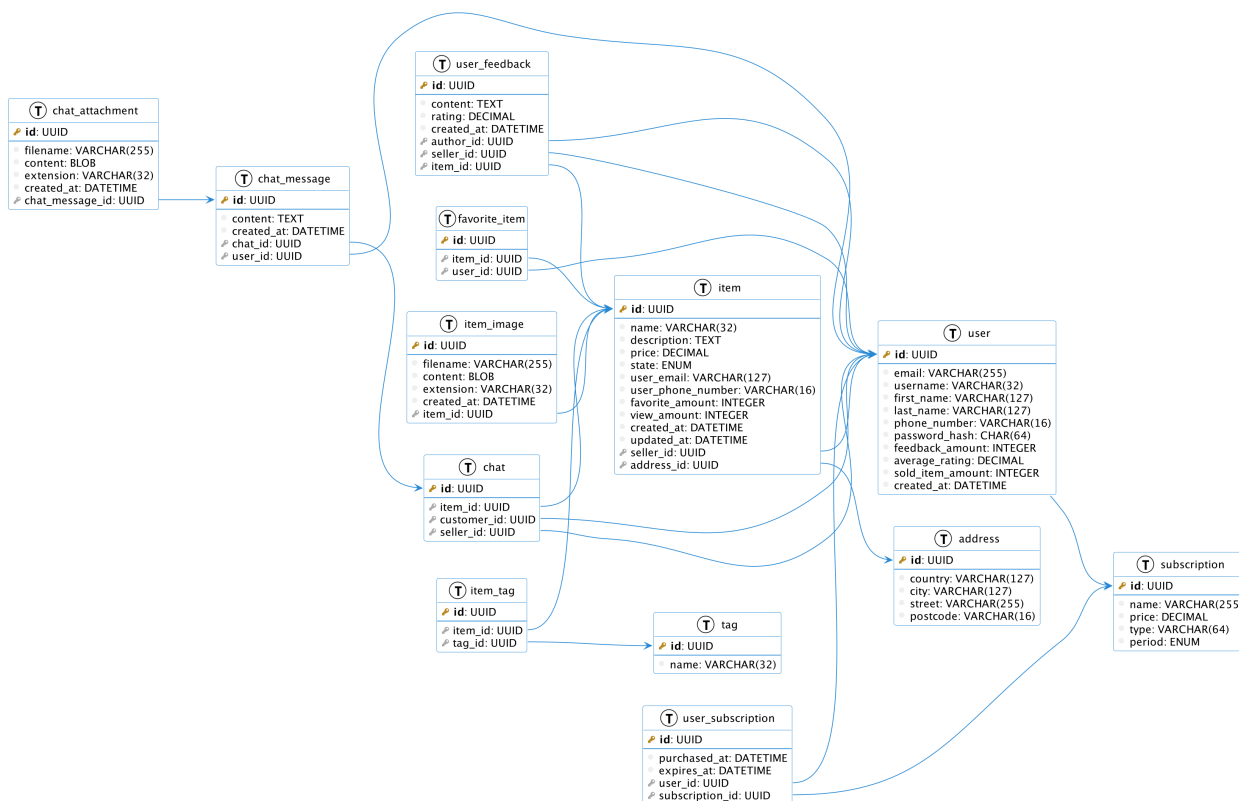 T chat_attachment
id: UUID
filename: VARCHAR(255)
content: BLOB
extension: VARCHAR(32)
created_at: DATETIME
chat_message_id: UUID
T chat_message
id: UUID
content: TEXT
created_at: DATETIME
chat_id: UUID
user_id: UUID
T user_feedback
id: UUID
content: TEXT
rating: DECIMAL
created_at: DATETIME
author_id: UUID
seller_id: UUID
item_id: UUID
T favorite_item
id: UUID
item_id: UUID
user_id: UUID
T item_image
id: UUID
filename: VARCHAR(255)
content: BLOB
extension: VARCHAR(32)
created_at: DATETIME
item_id: UUID
T chat
id: UUID
item_id: UUID
customer_id: UUID
seller_id: UUID
T item_tag
id: UUID
item_id: UUID
tag_id: UUID
T item
id: UUID
name: VARCHAR(32)
description: TEXT
price: DECIMAL
state: ENUM
user_email: VARCHAR(127)
user_phone_number: VARCHAR(16)
favorite_amount: INTEGER
view_amount: INTEGER
created_at: DATETIME
updated_at: DATETIME
seller_id: UUID
address_id: UUID
T tag
id: UUID
name: VARCHAR(32)
T user_subscription
id: UUID
purchased_at: DATETIME
expires_at: DATETIME
user_id: UUID
subscription_id: UUID
T user
id: UUID
email: VARCHAR(255)
username: VARCHAR(32)
first_name: VARCHAR(127)
last_name: VARCHAR(127)
phone_number: VARCHAR(16)
password_hash: CHAR(64)
feedback_amount: INTEGER
average_rating: DECIMAL
sold_item_amount: INTEGER
created_at: DATETIME
T address
id: UUID
country: VARCHAR(127)
city: VARCHAR(127)
street: VARCHAR(255)
postcode: VARCHAR(16)
T subscription
id: UUID
name: VARCHAR(255
price: DECIMAL
type: VARCHAR(64)
period: ENUM